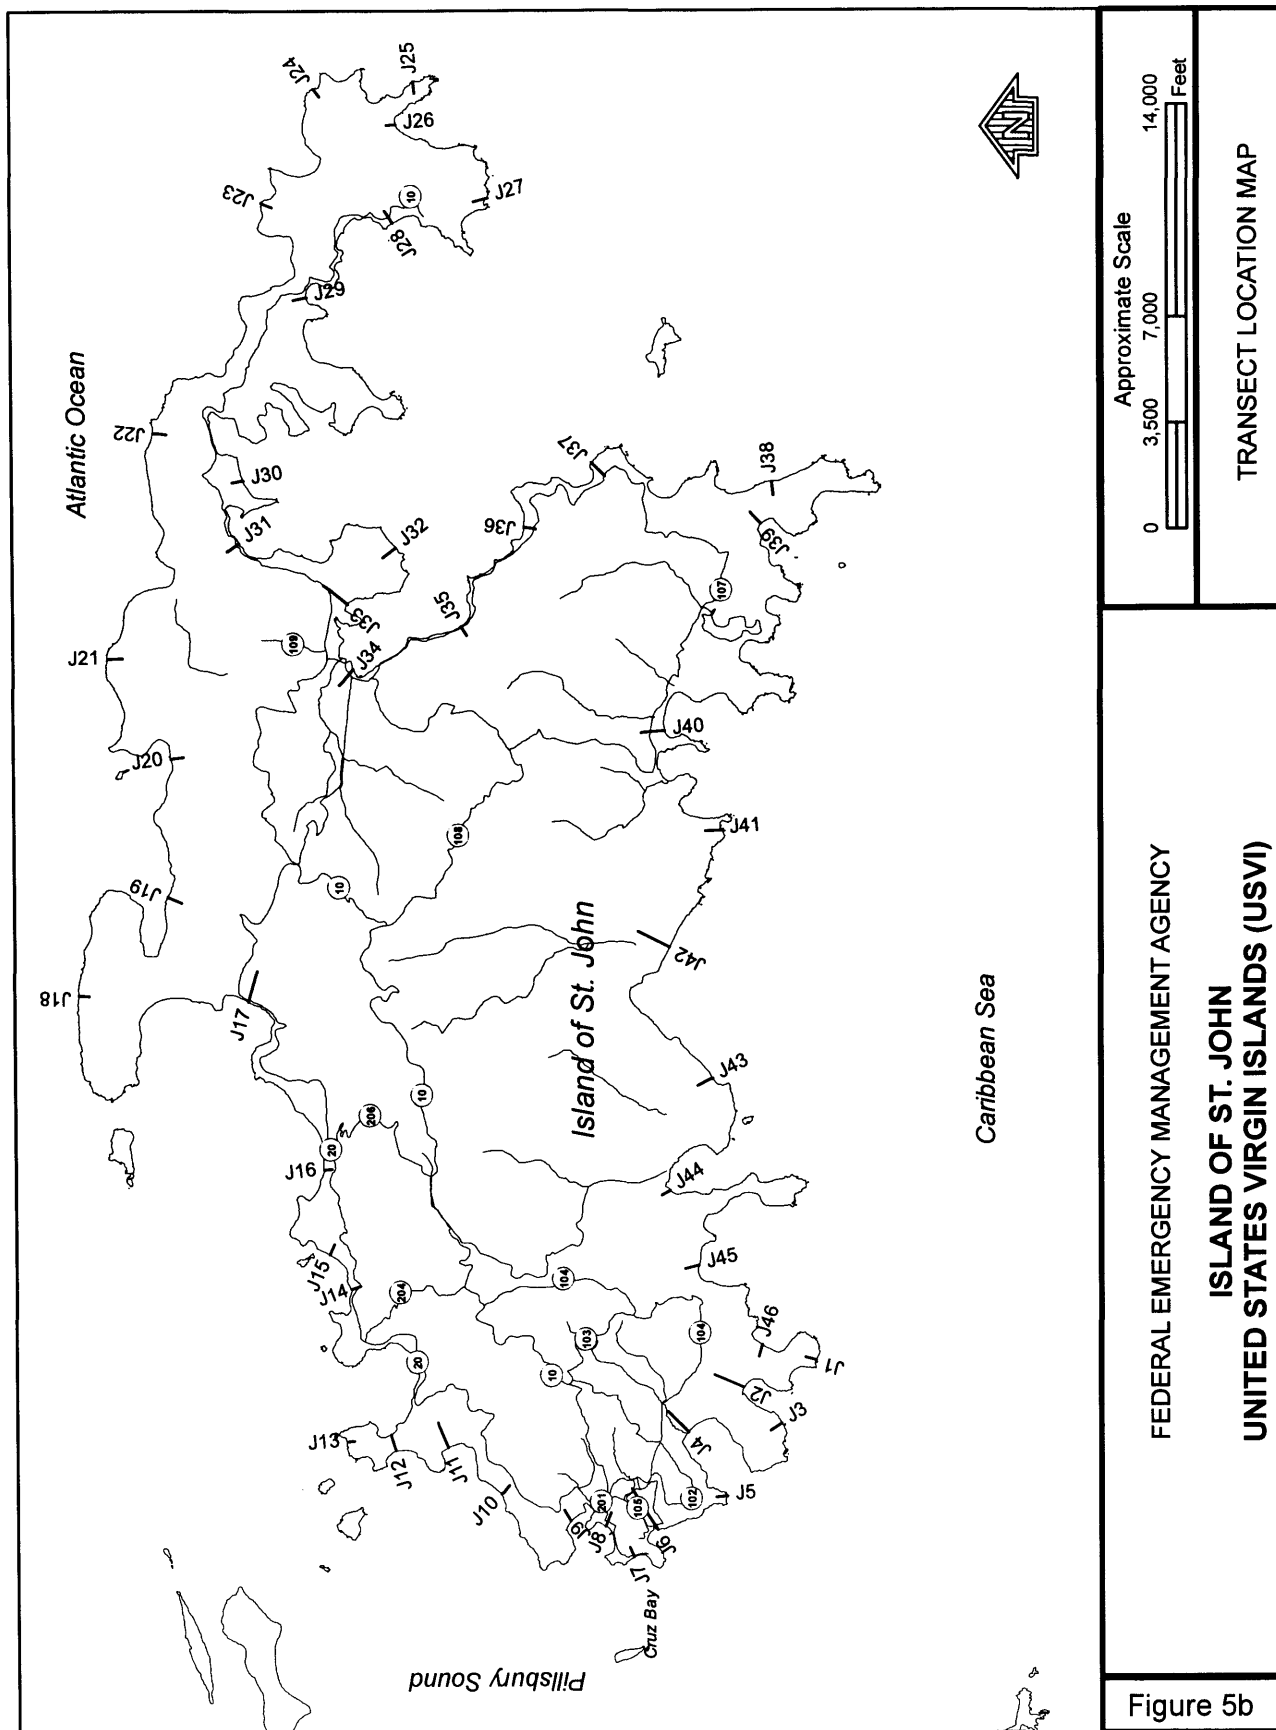 Atlantic Ocean
Pillsbury Sound
Cruz Bay
Island of St. John
Caribbean Sea
N
J1
J2
J3
J4
J5
J6
J7
J8
J9
J10
J11
J12
J13
J14
J15
J16
J17
J18
J19
J20
J21
J22
J23
J24
J25
J26
J27
J28
J29
J30
J31
J32
J33
J34
J35
J36
J37
J38
J39
J40
J41
J42
J43
J44
J45
J46
10
10
10
10
20
20
102
103
104
104
105
107
108
109
201
204
206
Figure 5b
FEDERAL EMERGENCY MANAGEMENT AGENCY
ISLAND OF ST. JOHN
UNITED STATES VIRGIN ISLANDS (USVI)
Approximate Scale
0 3,500 7,000 14,000
Feet
TRANSECT LOCATION MAP